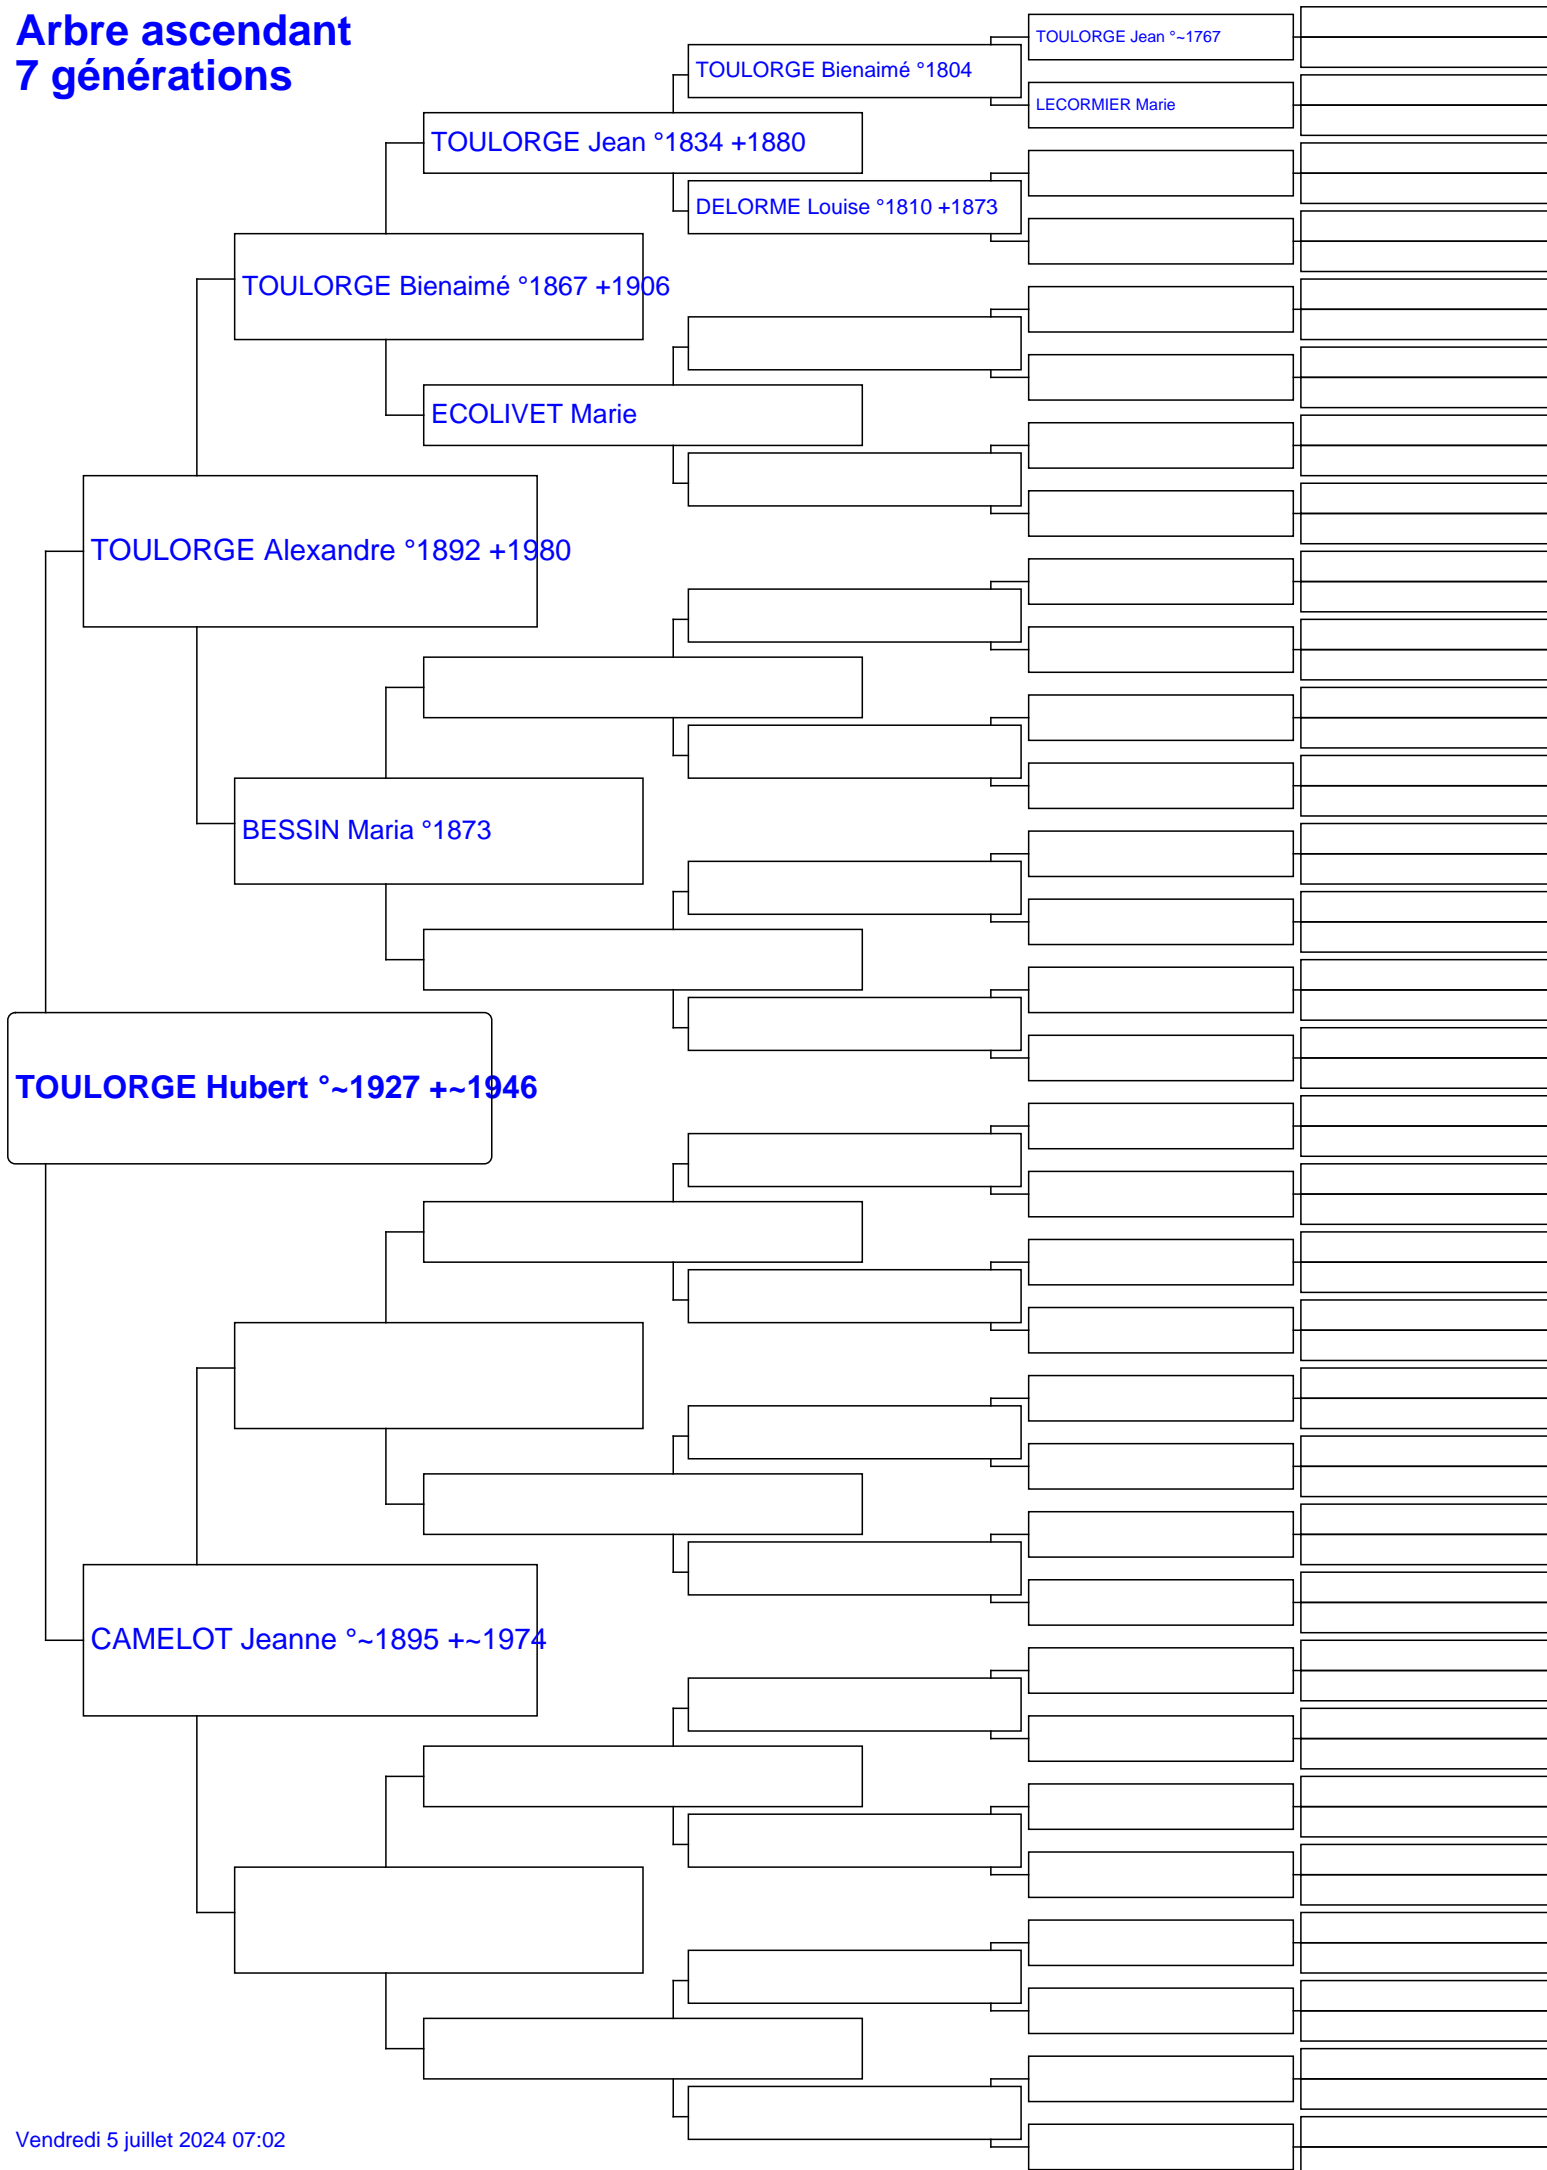 Arbre ascendant
7 générations
TOULORGE Jean °~1767
TOULORGE Bienaimé °1804
LECORMIER Marie
TOULORGE Jean °1834 +1880
DELORME Louise °1810 +1873
TOULORGE Bienaimé °1867 +1906
ECOLIVET Marie
TOULORGE Alexandre °1892 +1980
BESSIN Maria °1873
TOULORGE Hubert °~1927 +~1946
CAMELOT Jeanne °~1895 +~1974
Vendredi 5 juillet 2024 07:02